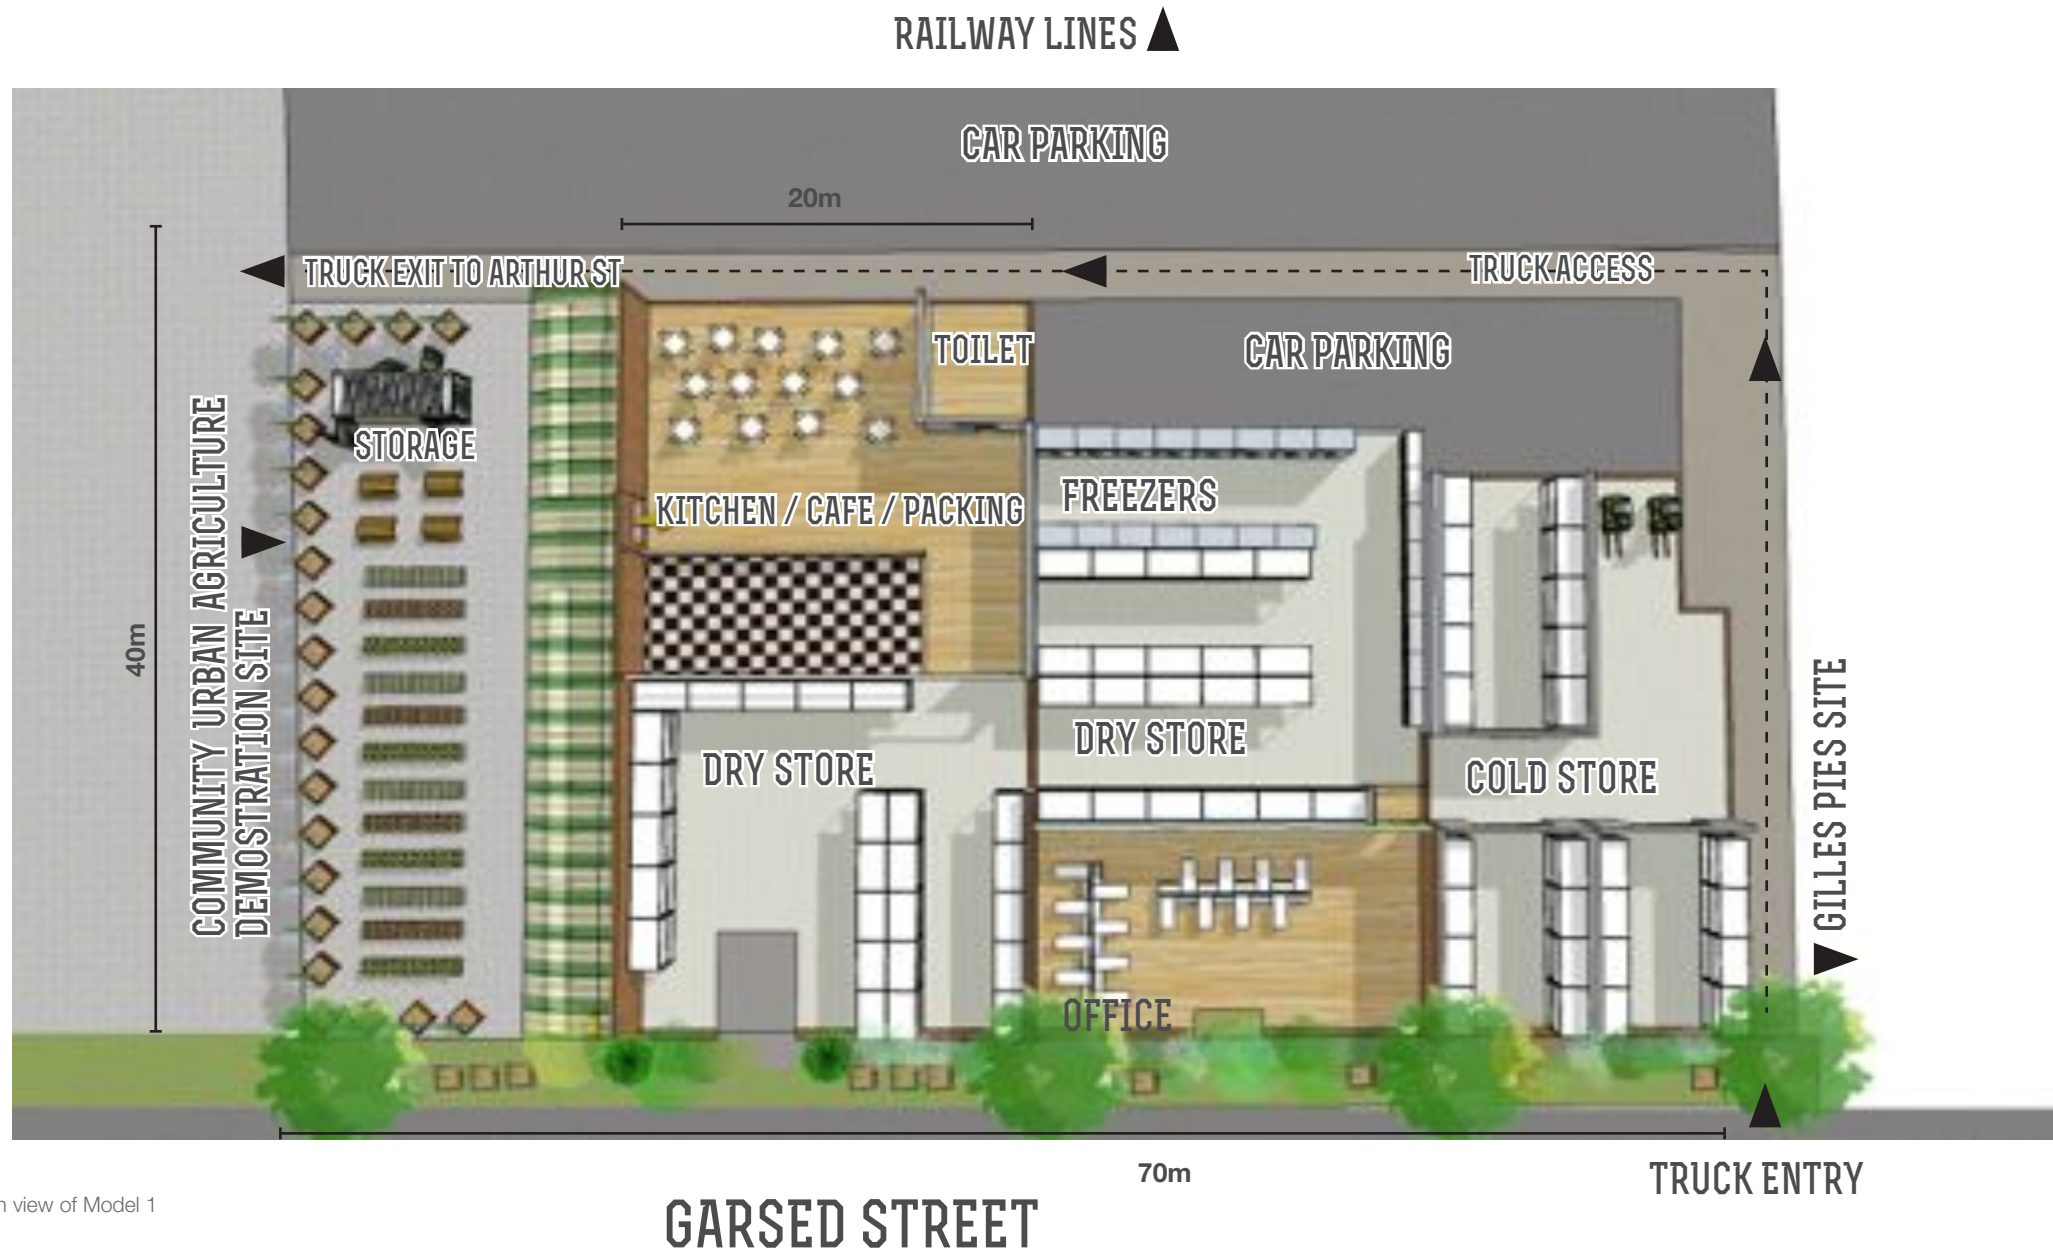 RAILWAY LINES
CAR PARKING
20m
TRUCK EXIT TO ARTHUR ST
TRUCK ACCESS
TOILET
CAR PARKING
STORAGE
KITCHEN / CAFE / PACKING
FREEZERS
COMMUNITY URBAN AGRICULTURE
DEMOSTRATION SITE
40m
DRY STORE
DRY STORE
COLD STORE
GILLES PIES SITE
OFFICE
70m
TRUCK ENTRY
view of Model 1
GARSED STREET